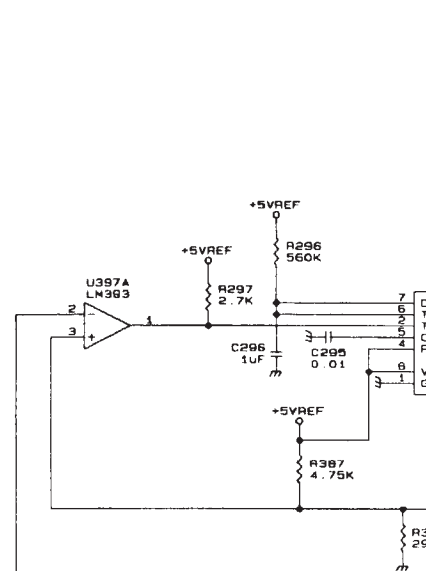 +5VREF
R296
560K
+5VREF
R297
2.7K
U397A
LM393
2
3
1
7
6
2
5
4
8
1
C296
1uF
C295
0.01
+5VREF
R387
4.75K